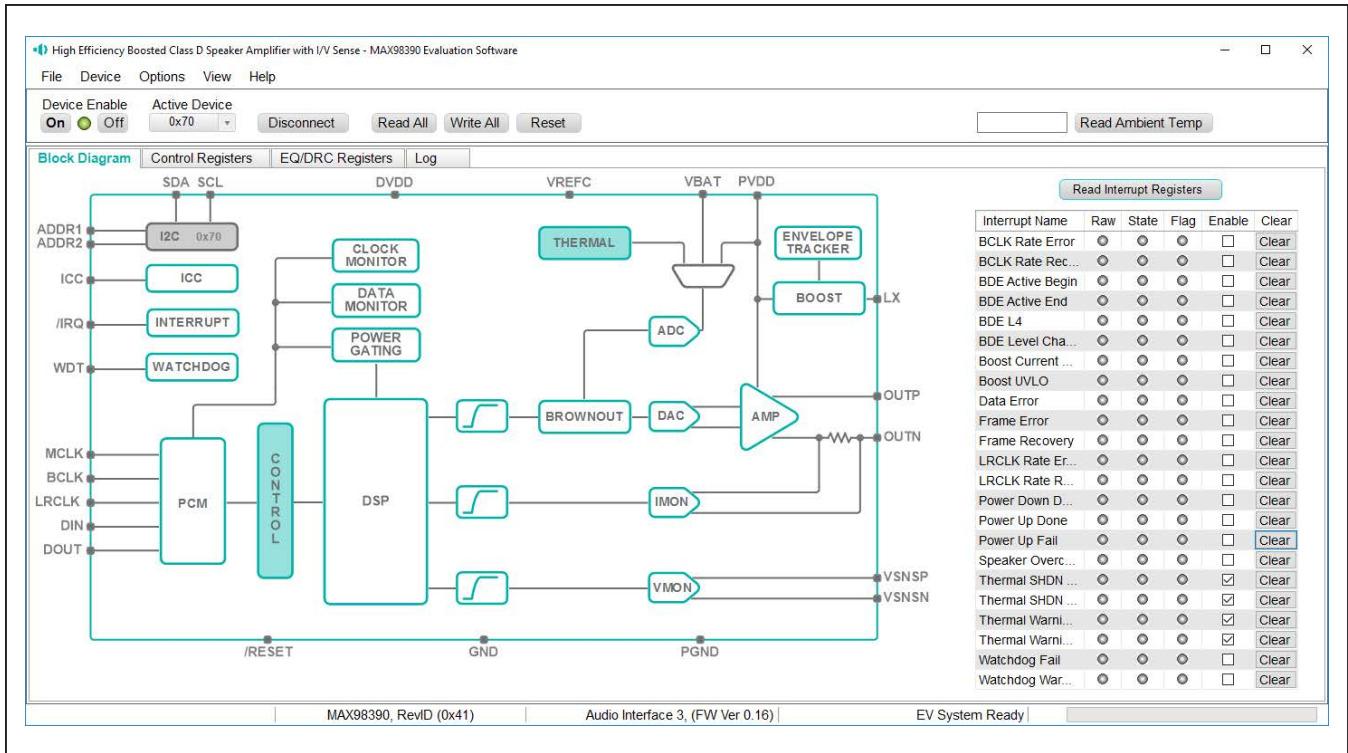 High Efficiency Boosted Class D Speaker Amplifier with I/V Sense - MAX98390 Evaluation Software
File Device Options View Help
Device Enable Active Device
On Off 0x70 Disconnect Read All Write All Reset Read Ambient Temp
Block Diagram Control Registers EQ/DRC Registers Log
SDA SCL DVDD VREFC VBAT PVDD
ADDR1
ADDR2
I2C 0x70
ICC ICC
/IRQ INTERRUPT
WDT WATCHDOG
CLOCK
MONITOR
DATA
MONITOR
POWER
GATING
THERMAL
ENVELOPE
TRACKER
BOOST LX
ADC
BROWNOUT DAC AMP
OUTP
OUTN
MCLK
BCLK
LRCLK
DIN
DOUT
PCM
CONTROL
DSP
IMON
VMON
VSNSP
VSNSN
/RESET GND PGND
Read Interrupt Registers
Interrupt Name Raw State Flag Enable Clear
BCLK Rate Error Clear
BCLK Rate Rec... Clear
BDE Active Begin Clear
BDE Active End Clear
BDE L4 Clear
BDE Level Cha... Clear
Boost Current ... Clear
Boost UVLO Clear
Data Error Clear
Frame Error Clear
Frame Recovery Clear
LRCLK Rate Er... Clear
LRCLK Rate R... Clear
Power Down D... Clear
Power Up Done Clear
Power Up Fail Clear
Speaker Overc... Clear
Thermal SHDN ... Clear
Thermal SHDN ... Clear
Thermal Warni... Clear
Thermal Warni... Clear
Watchdog Fail Clear
Watchdog War... Clear
MAX98390, RevID (0x41) Audio Interface 3, (FW Ver 0.16) EV System Ready